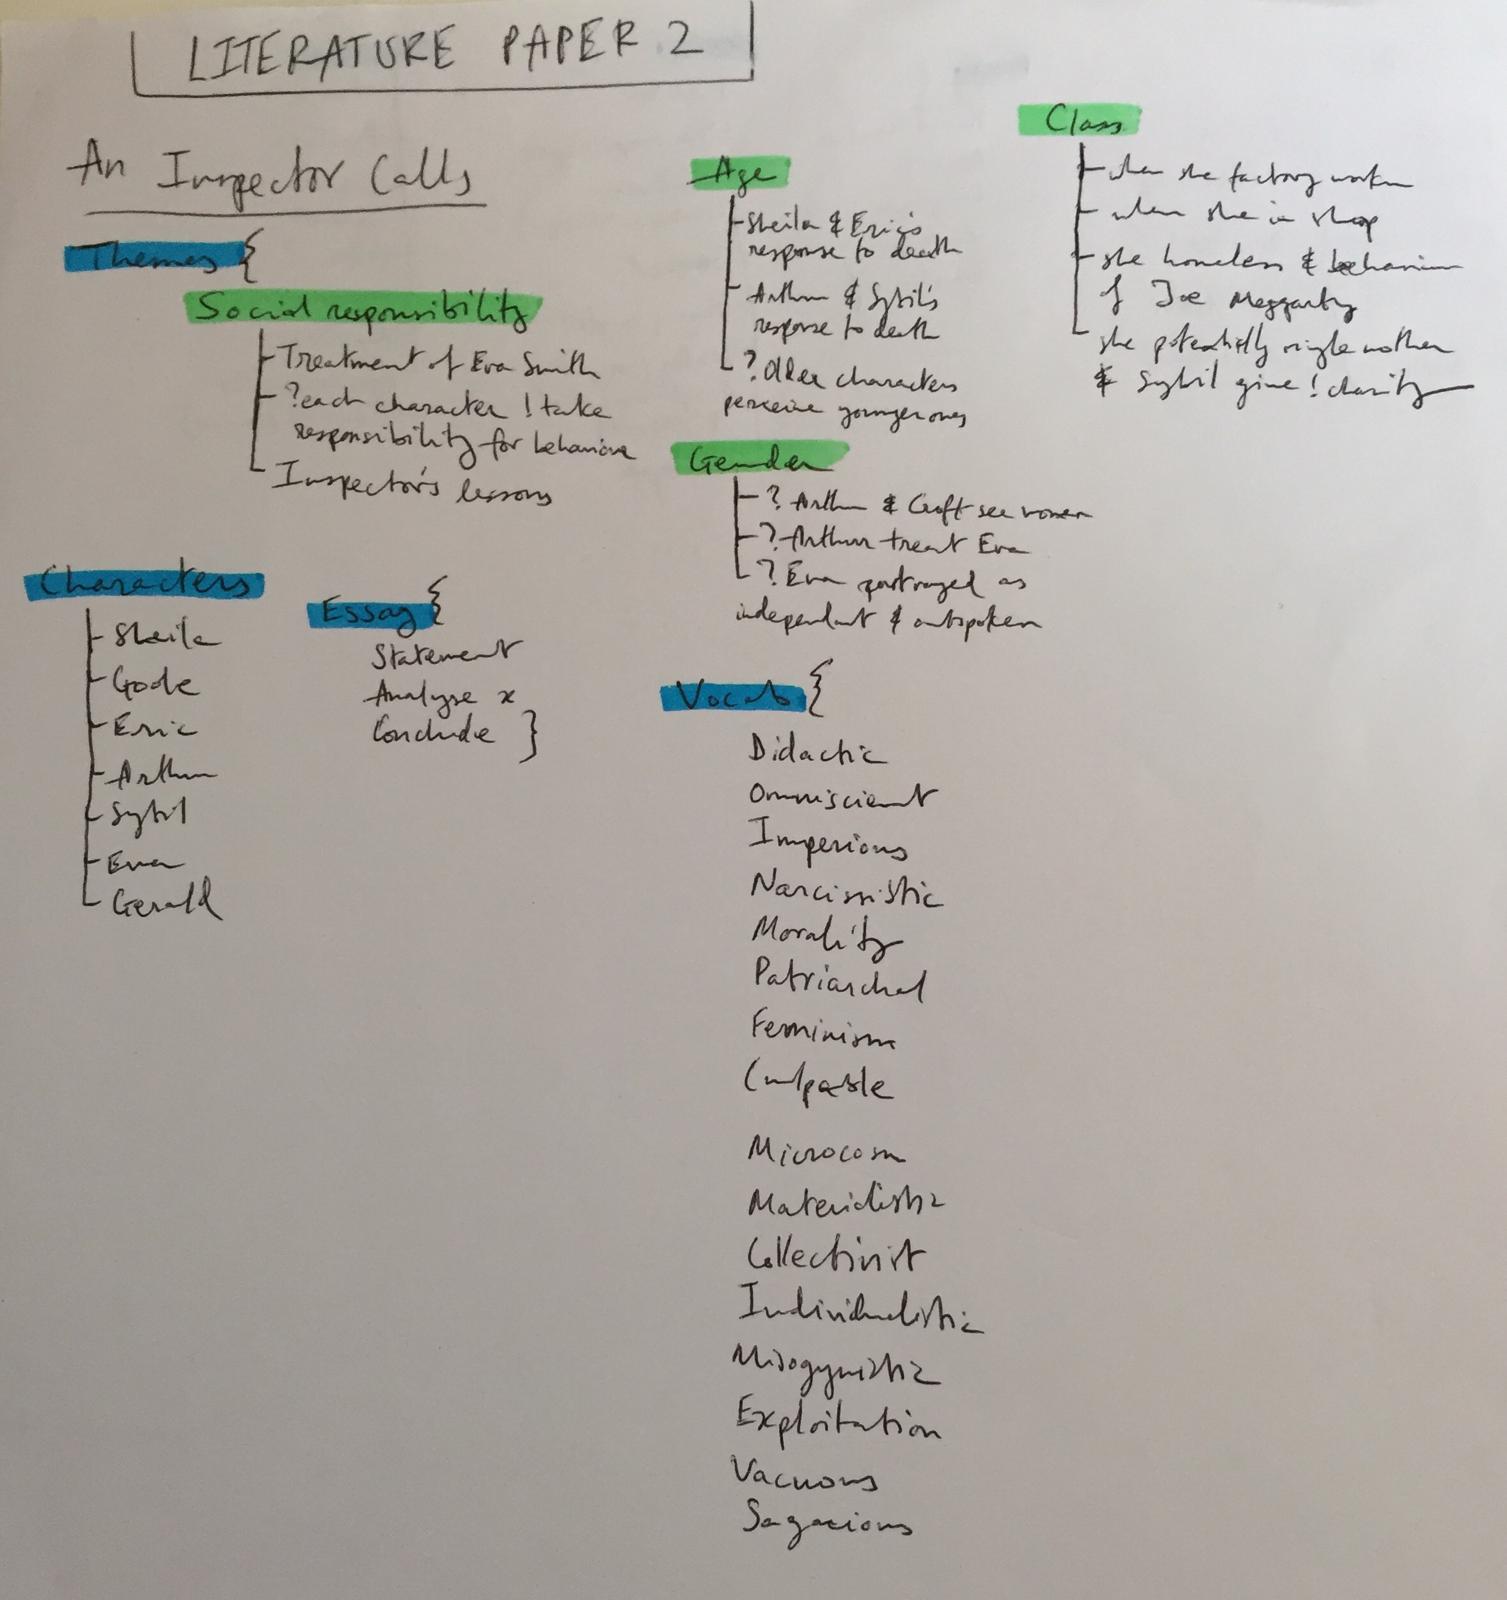 LITERATURE PAPER 2
An Inspector Calls
Themes {
Social responsibility
Treatment of Eva Smith
? each character ! take
responsibility for behaviour
Inspector's lessons
Age
Sheila & Eric's
response to death
Arthur & Sybil's
response to death
? Older characters
perceive younger ones
Gender
? Arthur & Croft see women
? Arthur treat Eva
? Eva portrayed as
independent & outspoken
Class
when she factory worker
when she in shop
she homeless & behaviour
of Joe Meggarty
she potentially single mother
& Sybil give ! charity
Characters
Sheila
Goole
Eric
Arthur
Sybil
Eva
Gerald
Essay {
Statement
Analyse x
Conclude }
Vocab {
Didactic
Omniscient
Imperious
Narcissistic
Morality
Patriarchal
Feminism
Culpable
Microcosm
Materialistic
Collectivist
Individualistic
Misogynistic
Exploitation
Vacuous
Sagacious